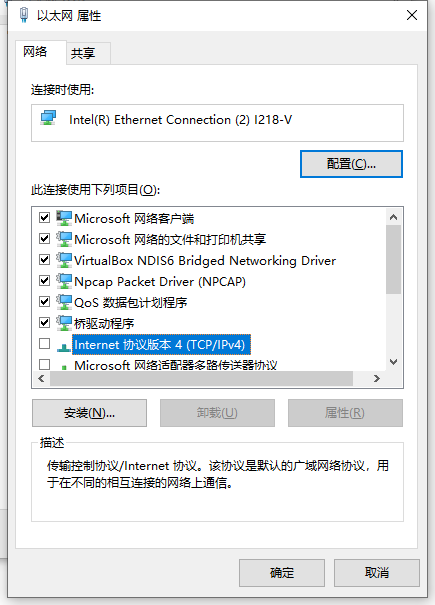 以太网 属性
网络
共享
连接时使用:
Intel(R) Ethernet Connection (2) I218-V
配置(C)...
此连接使用下列项目(O):
Microsoft 网络客户端
Microsoft 网络的文件和打印机共享
VirtualBox NDIS6 Bridged Networking Driver
Npcap Packet Driver (NPCAP)
QoS 数据包计划程序
桥驱动程序
Internet 协议版本 4 (TCP/IPv4)
Microsoft 网络适配器多路传送器协议
安装(N)...
卸载(U)
属性(R)
描述
传输控制协议/Internet 协议。该协议是默认的广域网络协议，用
于在不同的相互连接的网络上通信。
确定
取消